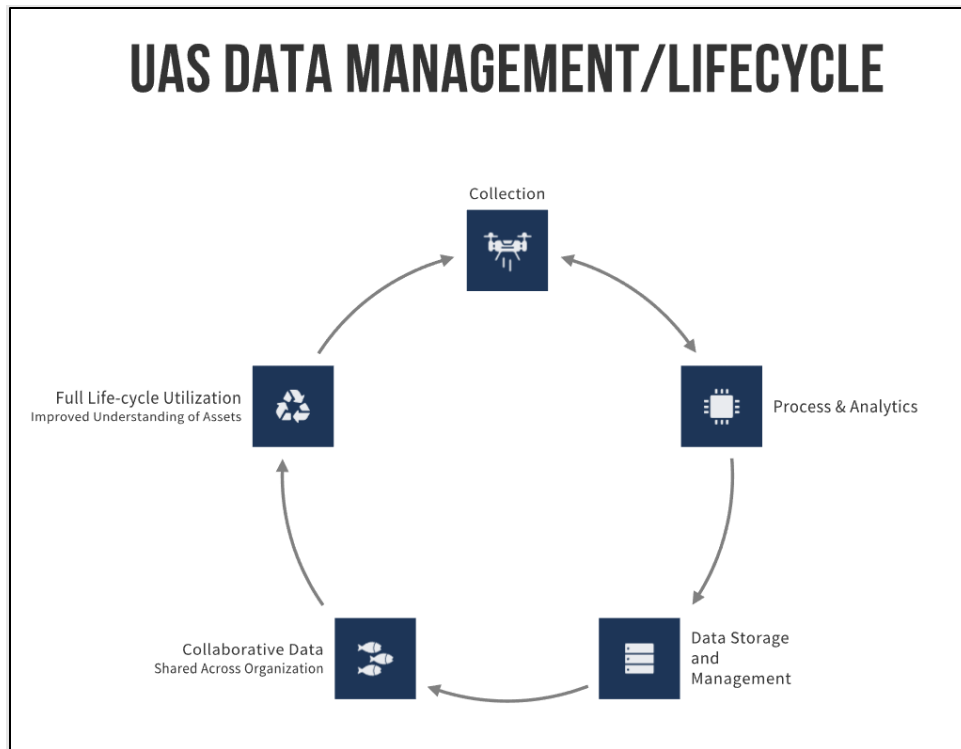 UAS DATA MANAGEMENT/LIFECYCLE
Collection
Full Life-cycle Utilization
Improved Understanding of Assets
Process & Analytics
Collaborative Data
Shared Across Organization
Data Storage
and
Management